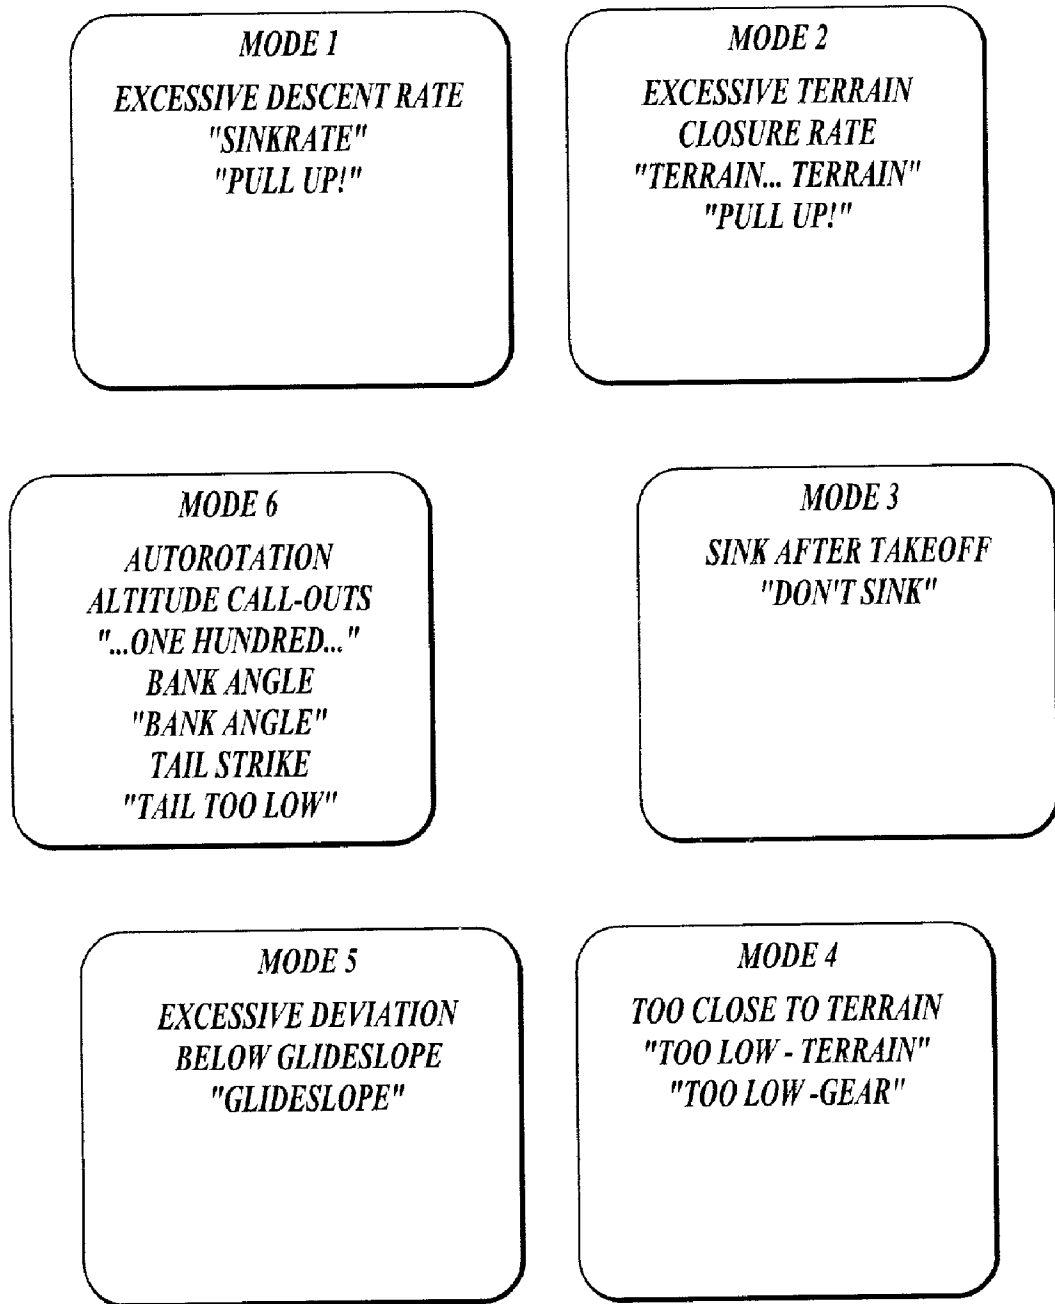 MODE 1
EXCESSIVE DESCENT RATE
"SINKRATE"
"PULL UP!"
MODE 2
EXCESSIVE TERRAIN
CLOSURE RATE
"TERRAIN... TERRAIN"
"PULL UP!"
MODE 6
AUTOROTATION
ALTITUDE CALL-OUTS
"...ONE HUNDRED..."
BANK ANGLE
"BANK ANGLE"
TAIL STRIKE
"TAIL TOO LOW"
MODE 3
SINK AFTER TAKEOFF
"DON'T SINK"
MODE 5
EXCESSIVE DEVIATION
BELOW GLIDESLOPE
"GLIDESLOPE"
MODE 4
TOO CLOSE TO TERRAIN
"TOO LOW - TERRAIN"
"TOO LOW -GEAR"